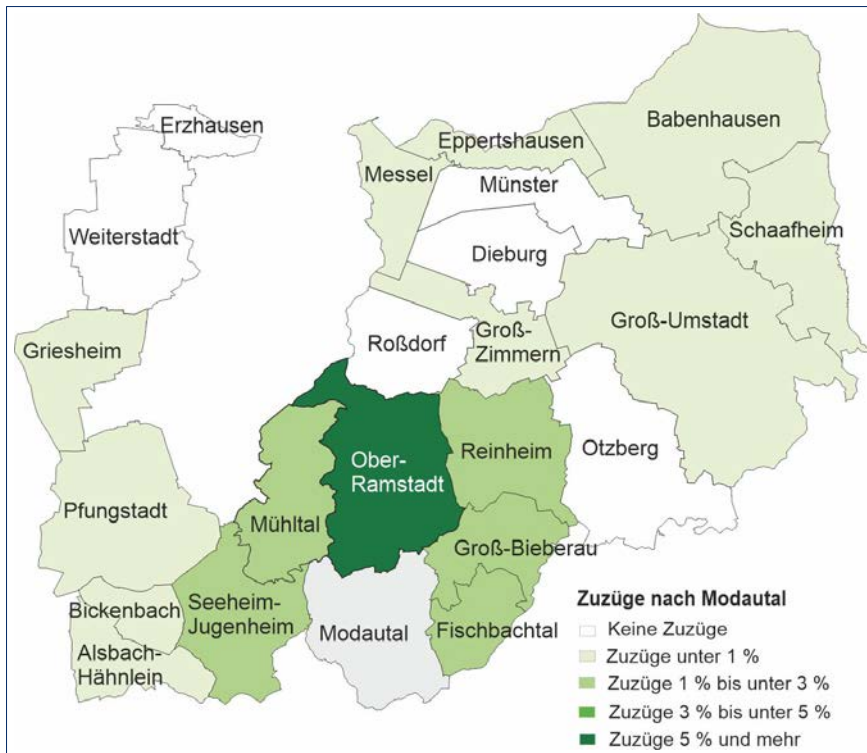 Erzhausen
Babenhausen
Eppertshausen
Messel
Münster
Schaafheim
Weiterstadt
Dieburg
Groß-Umstadt
Griesheim
Roßdorf
Groß-
Zimmern
Otzberg
Reinheim
Ober-
Ramstadt
Pfungstadt
Mühltal
Groß-Bieberau
Bickenbach
Seeheim-
Jugenheim
Modautal
Fischbachtal
Alsbach-
Hähnlein
Zuzüge nach Modautal
Keine Zuzüge
Zuzüge unter 1 %
Zuzüge 1 % bis unter 3 %
Zuzüge 3 % bis unter 5 %
Zuzüge 5 % und mehr